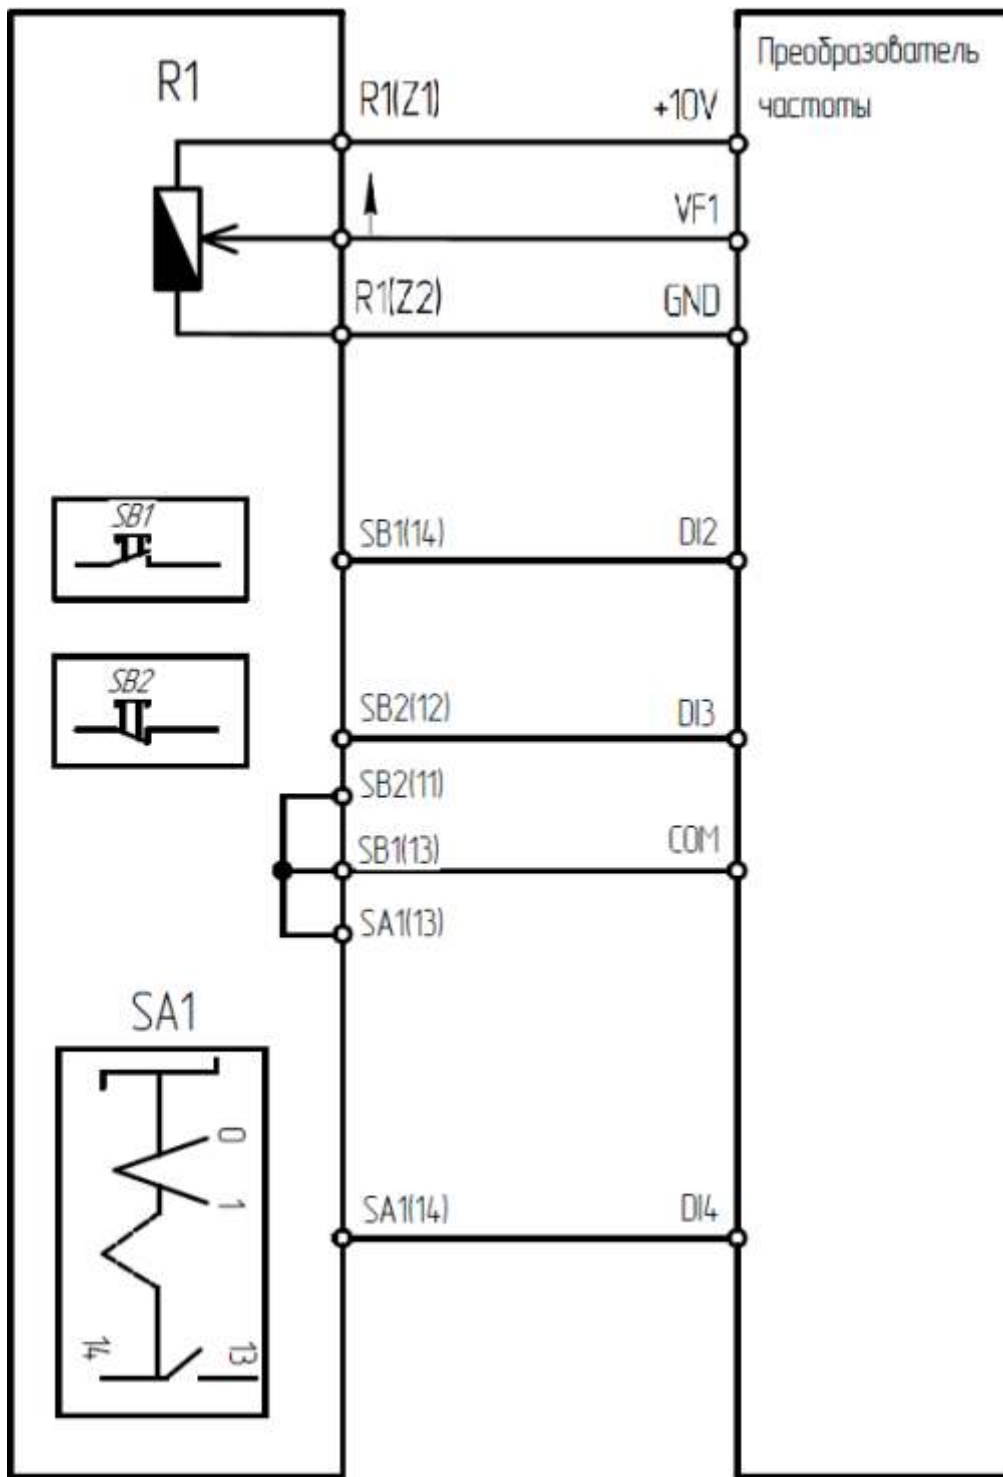 R1
R1(Z1)
+10V
Преобразователь
частоты
VF1
R1(Z2)
GND
SB1
SB1(14)
DI2
SB2
SB2(12)
DI3
SB2(11)
SB1(13)
COM
SA1(13)
SA1
0
1
14
13
SA1(14)
DI4